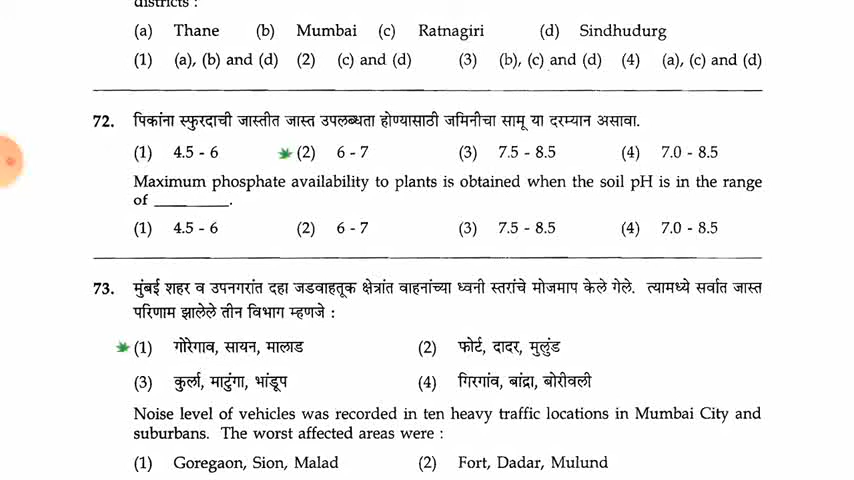 districts :
(a) Thane (b) Mumbai (c) Ratnagiri (d) Sindhudurg
(1) (a), (b) and (d) (2) (c) and (d) (3) (b), (c) and (d) (4) (a), (c) and (d)
72. पिकांना स्फुरदाची जास्तीत जास्त उपलब्धता होण्यासाठी जमिनीचा सामू या दरम्यान असावा.
(1) 4.5 - 6 (2) 6 - 7 (3) 7.5 - 8.5 (4) 7.0 - 8.5
Maximum phosphate availability to plants is obtained when the soil pH is in the range
of ________.
(1) 4.5 - 6 (2) 6 - 7 (3) 7.5 - 8.5 (4) 7.0 - 8.5
73. मुंबई शहर व उपनगरांत दहा जडवाहतूक क्षेत्रांत वाहनांच्या ध्वनी स्तरांचे मोजमाप केले गेले. त्यामध्ये सर्वात जास्त
परिणाम झालेले तीन विभाग म्हणजे :
(1) गोरेगाव, सायन, मालाड (2) फोर्ट, दादर, मुलुंड
(3) कुर्ला, माटुंगा, भांडूप (4) गिरगांव, बांद्रा, बोरीवली
Noise level of vehicles was recorded in ten heavy traffic locations in Mumbai City and
suburbans. The worst affected areas were :
(1) Goregaon, Sion, Malad (2) Fort, Dadar, Mulund